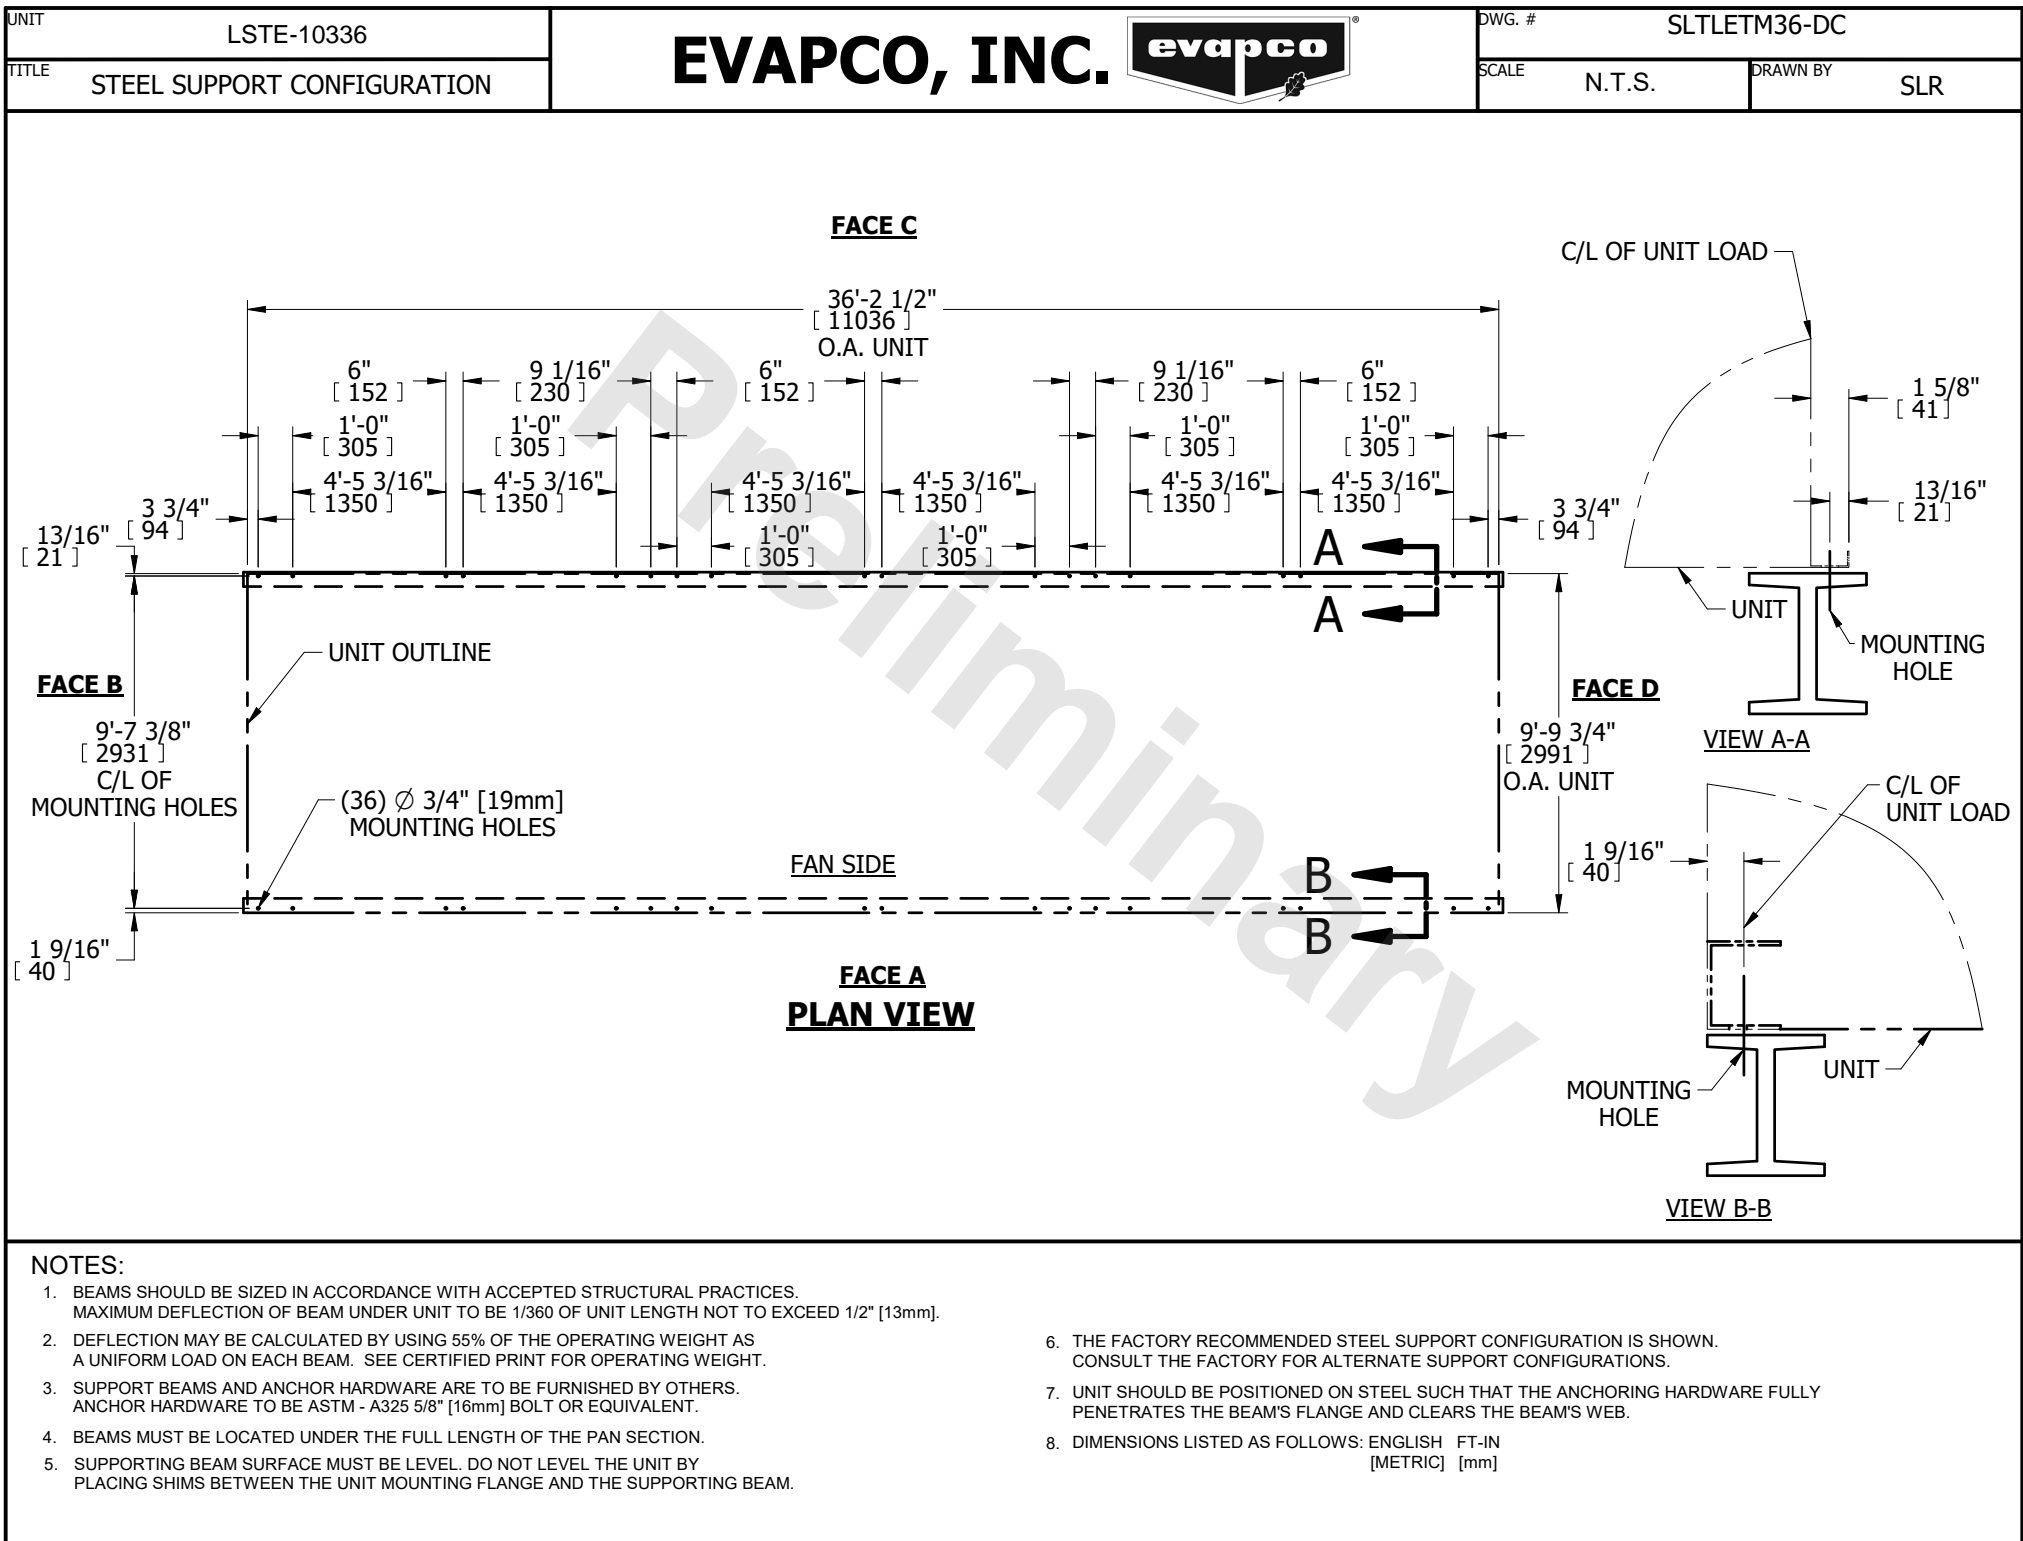 UNIT
LSTE-10336
TITLE
STEEL SUPPORT CONFIGURATION
EVAPCO, INC.
evapco
®
DWG. #
SLTLETM36-DC
SCALE
N.T.S.
DRAWN BY
SLR
FACE C
36'-2 1/2"
[ 11036 ]
O.A. UNIT
6"
[ 152 ]
9 1/16"
[ 230 ]
6"
[ 152 ]
9 1/16"
[ 230 ]
6"
[ 152 ]
1'-0"
[ 305 ]
1'-0"
[ 305 ]
1'-0"
[ 305 ]
1'-0"
[ 305 ]
4'-5 3/16"
[ 1350 ]
4'-5 3/16"
[ 1350 ]
4'-5 3/16"
[ 1350 ]
4'-5 3/16"
[ 1350 ]
4'-5 3/16"
[ 1350 ]
4'-5 3/16"
[ 1350 ]
3 3/4"
[ 94 ]
3 3/4"
[ 94 ]
13/16"
[ 21 ]
1'-0"
[ 305 ]
1'-0"
[ 305 ]
A
A
UNIT OUTLINE
FACE B
9'-7 3/8"
[ 2931 ]
C/L OF
MOUNTING HOLES
(36) Ø 3/4" [19mm]
MOUNTING HOLES
FACE D
9'-9 3/4"
[ 2991 ]
O.A. UNIT
FAN SIDE
B
B
1 9/16"
[ 40 ]
FACE A
PLAN VIEW
Preliminary
C/L OF UNIT LOAD
1 5/8"
[ 41 ]
13/16"
[ 21 ]
UNIT
MOUNTING
HOLE
VIEW A-A
C/L OF
UNIT LOAD
1 9/16"
[ 40 ]
UNIT
MOUNTING
HOLE
VIEW B-B
NOTES:
1. BEAMS SHOULD BE SIZED IN ACCORDANCE WITH ACCEPTED STRUCTURAL PRACTICES.
MAXIMUM DEFLECTION OF BEAM UNDER UNIT TO BE 1/360 OF UNIT LENGTH NOT TO EXCEED 1/2" [13mm].
2. DEFLECTION MAY BE CALCULATED BY USING 55% OF THE OPERATING WEIGHT AS
A UNIFORM LOAD ON EACH BEAM. SEE CERTIFIED PRINT FOR OPERATING WEIGHT.
3. SUPPORT BEAMS AND ANCHOR HARDWARE ARE TO BE FURNISHED BY OTHERS.
ANCHOR HARDWARE TO BE ASTM - A325 5/8" [16mm] BOLT OR EQUIVALENT.
4. BEAMS MUST BE LOCATED UNDER THE FULL LENGTH OF THE PAN SECTION.
5. SUPPORTING BEAM SURFACE MUST BE LEVEL. DO NOT LEVEL THE UNIT BY
PLACING SHIMS BETWEEN THE UNIT MOUNTING FLANGE AND THE SUPPORTING BEAM.
6. THE FACTORY RECOMMENDED STEEL SUPPORT CONFIGURATION IS SHOWN.
CONSULT THE FACTORY FOR ALTERNATE SUPPORT CONFIGURATIONS.
7. UNIT SHOULD BE POSITIONED ON STEEL SUCH THAT THE ANCHORING HARDWARE FULLY
PENETRATES THE BEAM'S FLANGE AND CLEARS THE BEAM'S WEB.
8. DIMENSIONS LISTED AS FOLLOWS: ENGLISH FT-IN
[METRIC] [mm]